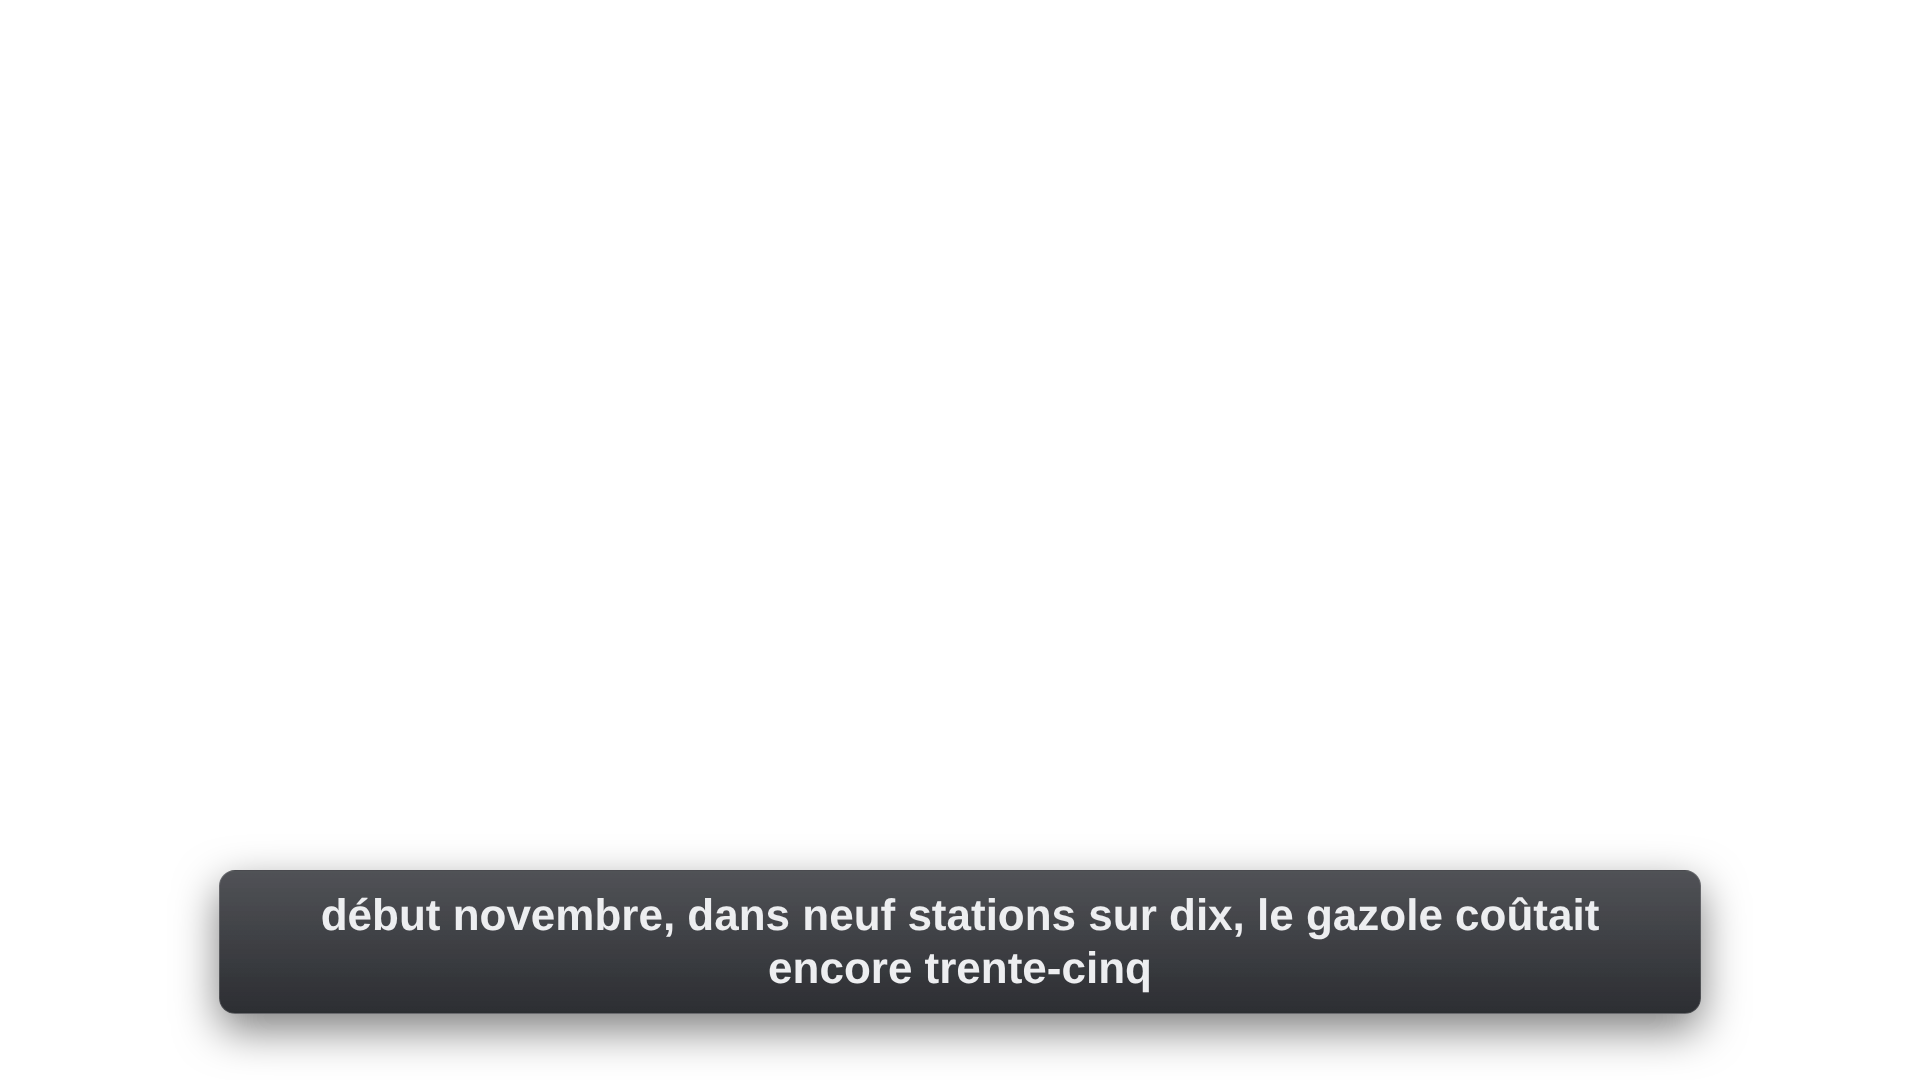 début novembre, dans neuf stations sur dix, le gazole coûtait
encore trente-cinq